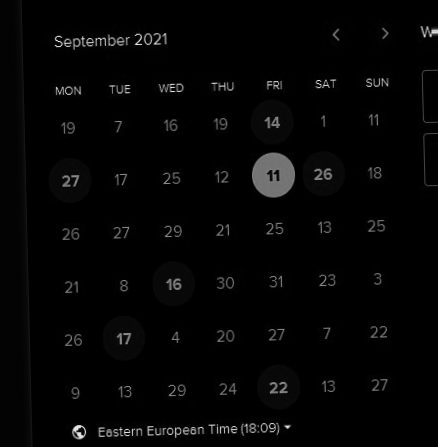 September 2021
MON TUE WED THU FRI SAT SUN
19 7 16 19 14 1 11
27 17 25 12 11 26 18
26 27 29 21 25 13 25
21 8 16 30 31 23 3
26 17 4 20 27 7 22
9 13 29 24 22 13 27
Eastern European Time (18:09)